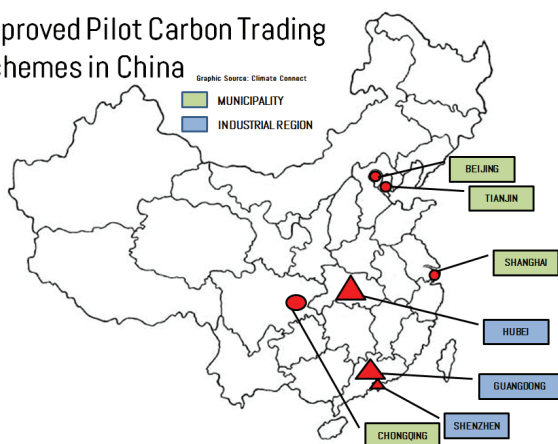 proved Pilot Carbon Trading
hemes in China
Graphic Source: Climate Connect
MUNICIPALITY
INDUSTRIAL REGION
BEIJING
TIANJIN
SHANGHAI
HUBEI
GUANGDONG
SHENZHEN
CHONGQING